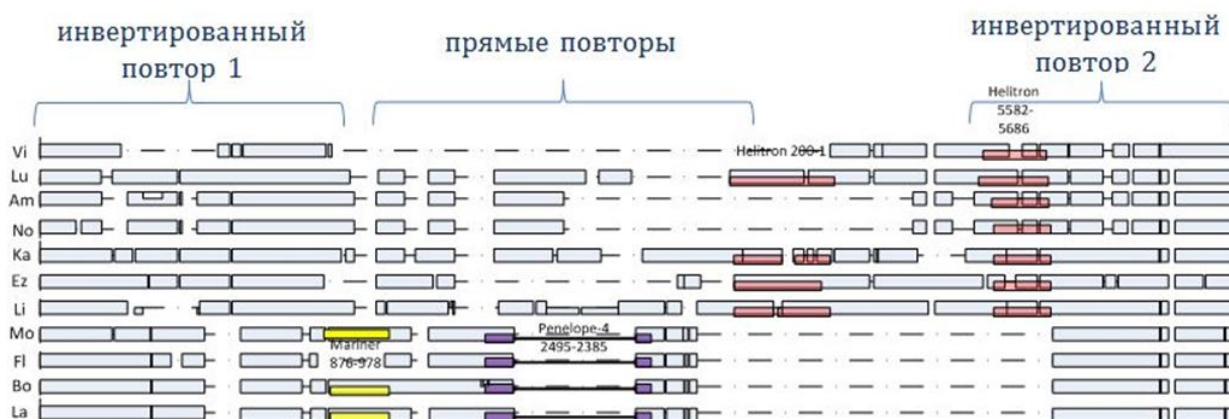 инвертированный
повтор 1
прямые повторы
инвертированный
повтор 2
Helitron
5582-
5686
Vi
Helitron 200-1
Lu
Am
No
Ka
Ez
Li
Mo
Penelope-4
2495-2385
Mariner
876-978
Fl
Bo
La